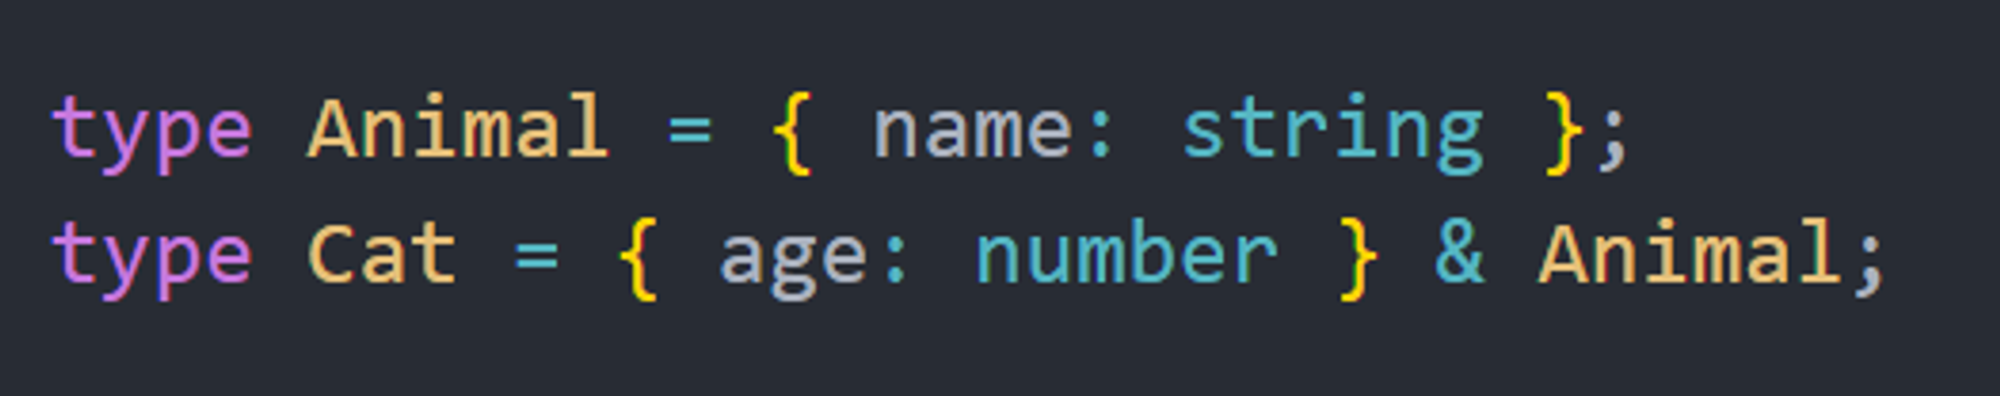 type Animal = { name: string };
type Cat = { age: number } & Animal;